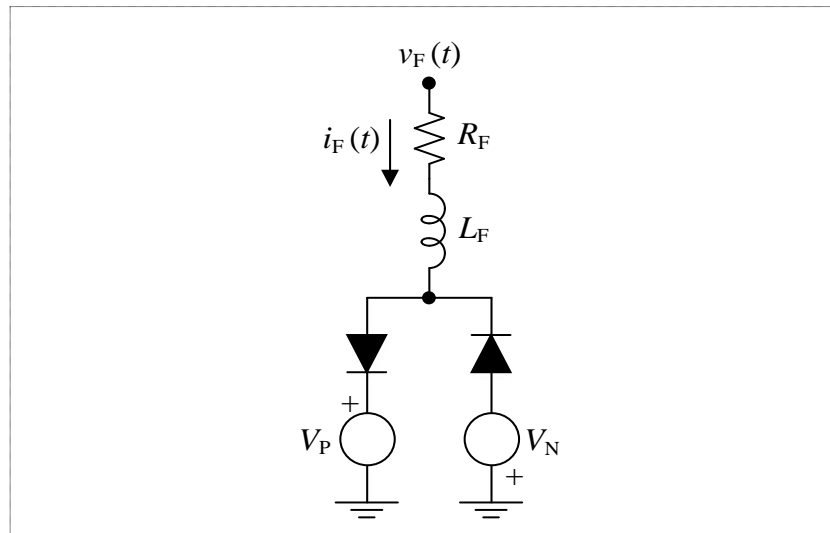 v_F(t)
i_F(t)
R_F
L_F
+
V_P
V_N
+